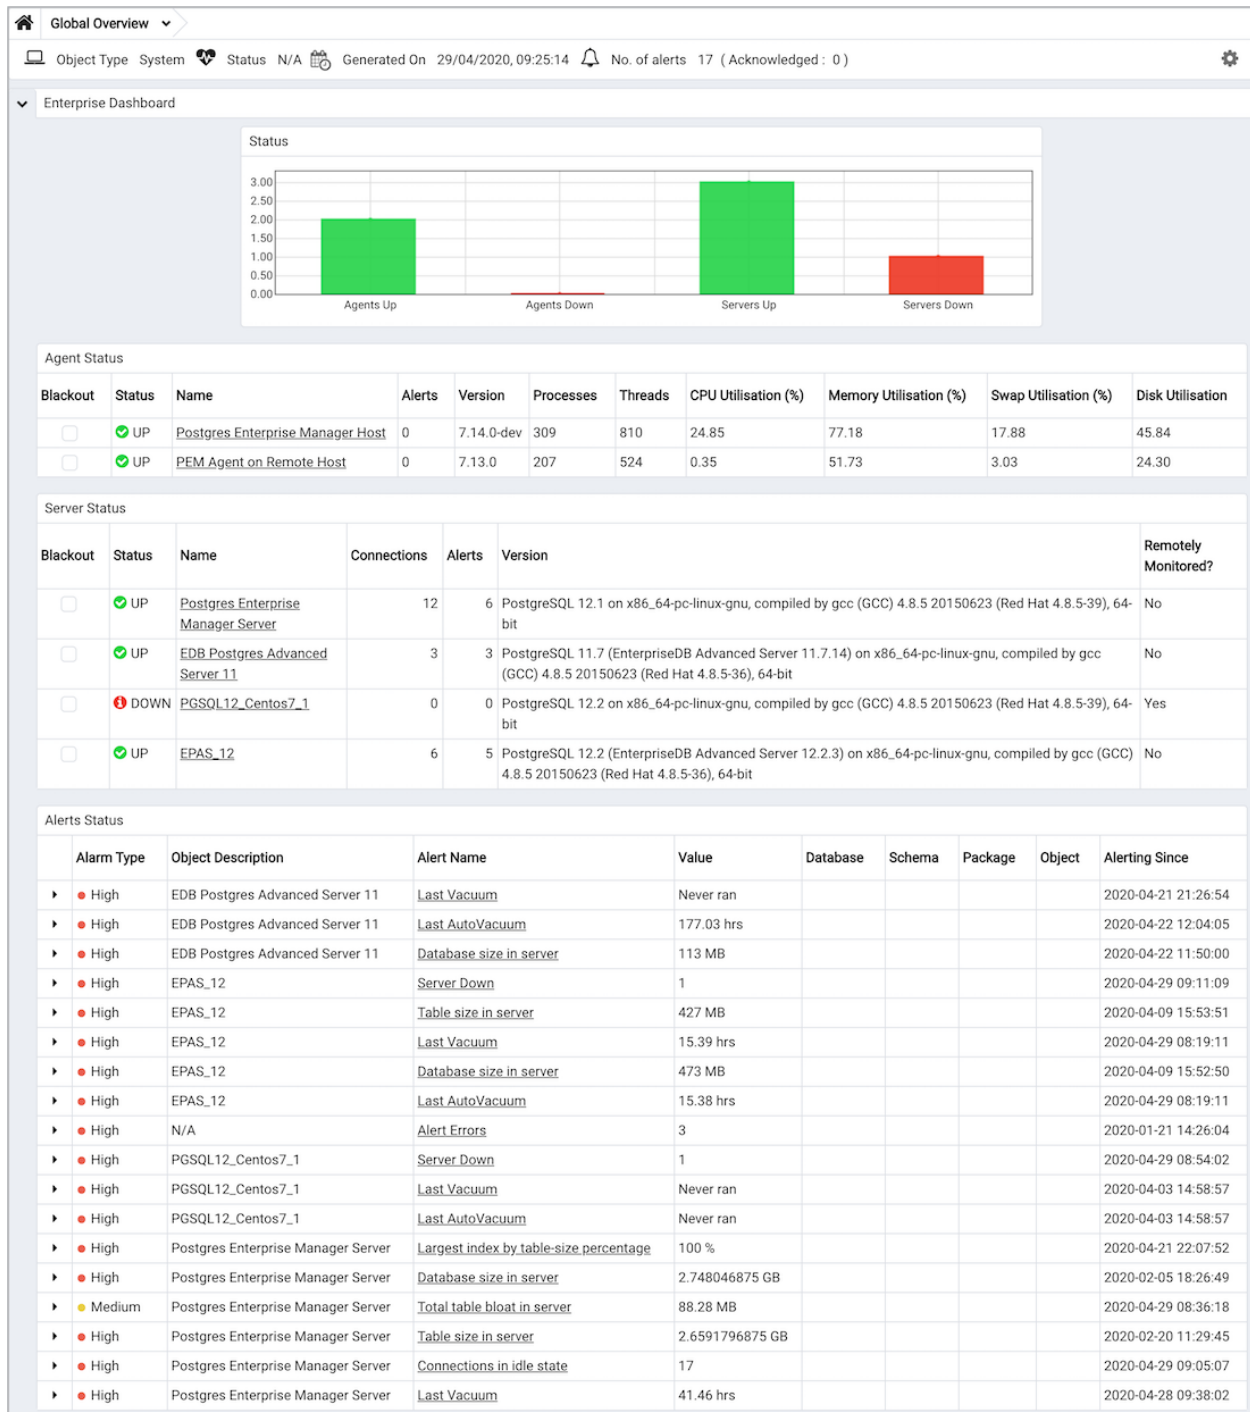 Global Overview
Object Type System Status N/A Generated On 29/04/2020, 09:25:14 No. of alerts 17 ( Acknowledged : 0 )
Enterprise Dashboard
Status
3.00
2.50
2.00
1.50
1.00
0.50
0.00
Agents Up Agents Down Servers Up Servers Down
Agent Status
Blackout Status Name Alerts Version Processes Threads CPU Utilisation (%) Memory Utilisation (%) Swap Utilisation (%) Disk Utilisation
UP Postgres Enterprise Manager Host 0 7.14.0-dev 309 810 24.85 77.18 17.88 45.84
UP PEM Agent on Remote Host 0 7.13.0 207 524 0.35 51.73 3.03 24.30
Server Status
Blackout Status Name Connections Alerts Version Remotely
Monitored?
UP Postgres Enterprise 12 6 PostgreSQL 12.1 on x86_64-pc-linux-gnu, compiled by gcc (GCC) 4.8.5 20150623 (Red Hat 4.8.5-39), 64- No
Manager Server bit
UP EDB Postgres Advanced 3 3 PostgreSQL 11.7 (EnterpriseDB Advanced Server 11.7.14) on x86_64-pc-linux-gnu, compiled by gcc No
Server 11 (GCC) 4.8.5 20150623 (Red Hat 4.8.5-36), 64-bit
DOWN PGSQL12_Centos7_1 0 0 PostgreSQL 12.2 on x86_64-pc-linux-gnu, compiled by gcc (GCC) 4.8.5 20150623 (Red Hat 4.8.5-39), 64- Yes
bit
UP EPAS_12 6 5 PostgreSQL 12.2 (EnterpriseDB Advanced Server 12.2.3) on x86_64-pc-linux-gnu, compiled by gcc (GCC) No
4.8.5 20150623 (Red Hat 4.8.5-36), 64-bit
Alerts Status
Alarm Type Object Description Alert Name Value Database Schema Package Object Alerting Since
High EDB Postgres Advanced Server 11 Last Vacuum Never ran 2020-04-21 21:26:54
High EDB Postgres Advanced Server 11 Last AutoVacuum 177.03 hrs 2020-04-22 12:04:05
High EDB Postgres Advanced Server 11 Database size in server 113 MB 2020-04-22 11:50:00
High EPAS_12 Server Down 1 2020-04-29 09:11:09
High EPAS_12 Table size in server 427 MB 2020-04-09 15:53:51
High EPAS_12 Last Vacuum 15.39 hrs 2020-04-29 08:19:11
High EPAS_12 Database size in server 473 MB 2020-04-09 15:52:50
High EPAS_12 Last AutoVacuum 15.38 hrs 2020-04-29 08:19:11
High N/A Alert Errors 3 2020-01-21 14:26:04
High PGSQL12_Centos7_1 Server Down 1 2020-04-29 08:54:02
High PGSQL12_Centos7_1 Last Vacuum Never ran 2020-04-03 14:58:57
High PGSQL12_Centos7_1 Last AutoVacuum Never ran 2020-04-03 14:58:57
High Postgres Enterprise Manager Server Largest index by table-size percentage 100 % 2020-04-21 22:07:52
High Postgres Enterprise Manager Server Database size in server 2.748046875 GB 2020-02-05 18:26:49
Medium Postgres Enterprise Manager Server Total table bloat in server 88.28 MB 2020-04-29 08:36:18
High Postgres Enterprise Manager Server Table size in server 2.6591796875 GB 2020-02-20 11:29:45
High Postgres Enterprise Manager Server Connections in idle state 17 2020-04-29 09:05:07
High Postgres Enterprise Manager Server Last Vacuum 41.46 hrs 2020-04-28 09:38:02